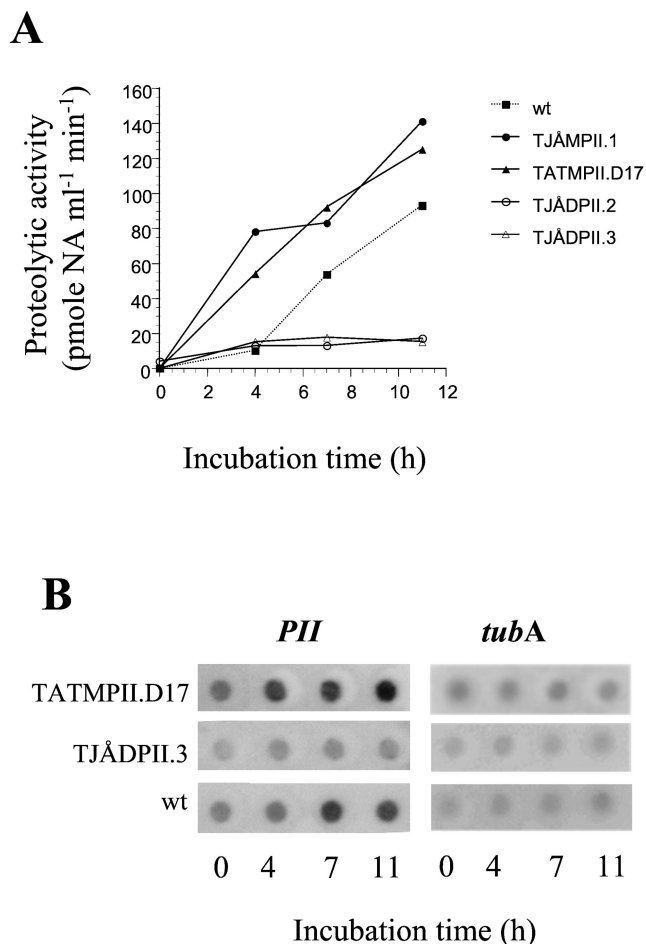 A
Proteolytic activity
(pmole NA ml⁻¹ min⁻¹)
160
140
120
100
80
60
40
20
0
0 2 4 6 8 10 12
Incubation time (h)
wt
TJÅMPII.1
TATMPII.D17
TJÅDPII.2
TJÅDPII.3
B
PII tubA
TATMPII.D17
TJÅDPII.3
wt
0 4 7 11 0 4 7 11
Incubation time (h)